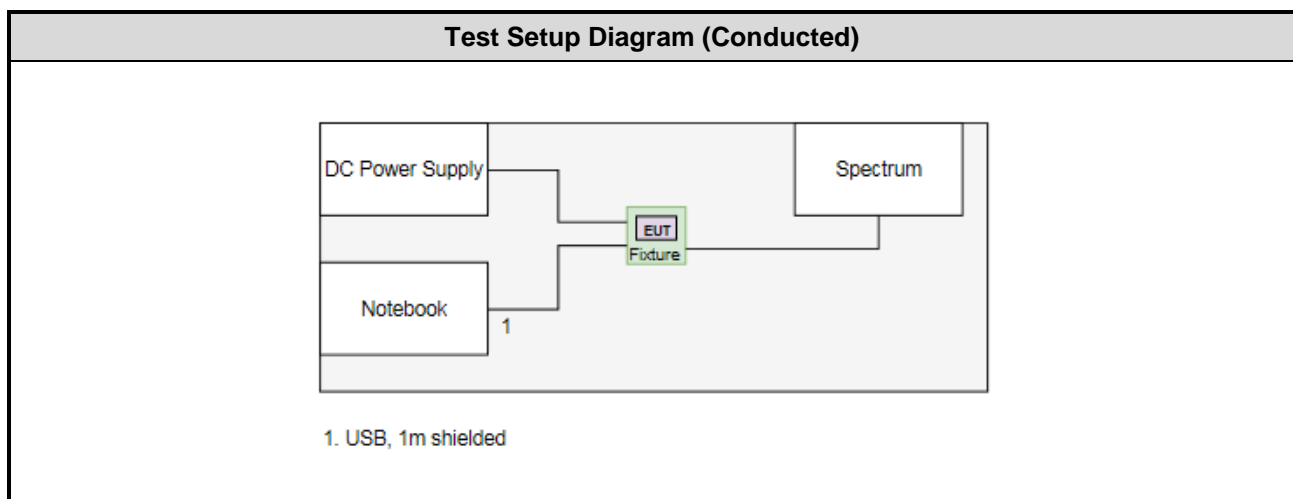 Test Setup Diagram (Conducted)
DC Power Supply
Spectrum
EUT
Fixture
Notebook
1
1. USB, 1m shielded